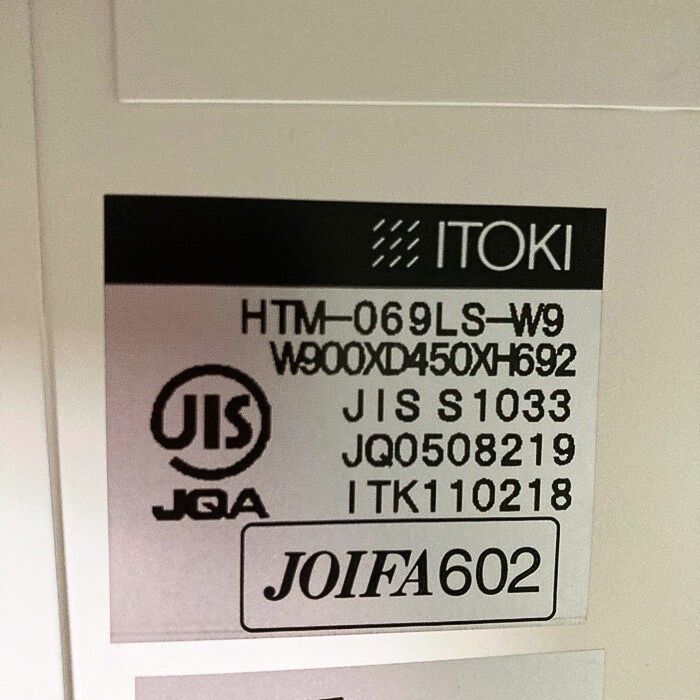 ITOKI
HTM-069LS-W9
W900XD450XH692
JIS
JIS S1033
JQ0508219
JQA
ITK110218
JOIFA602